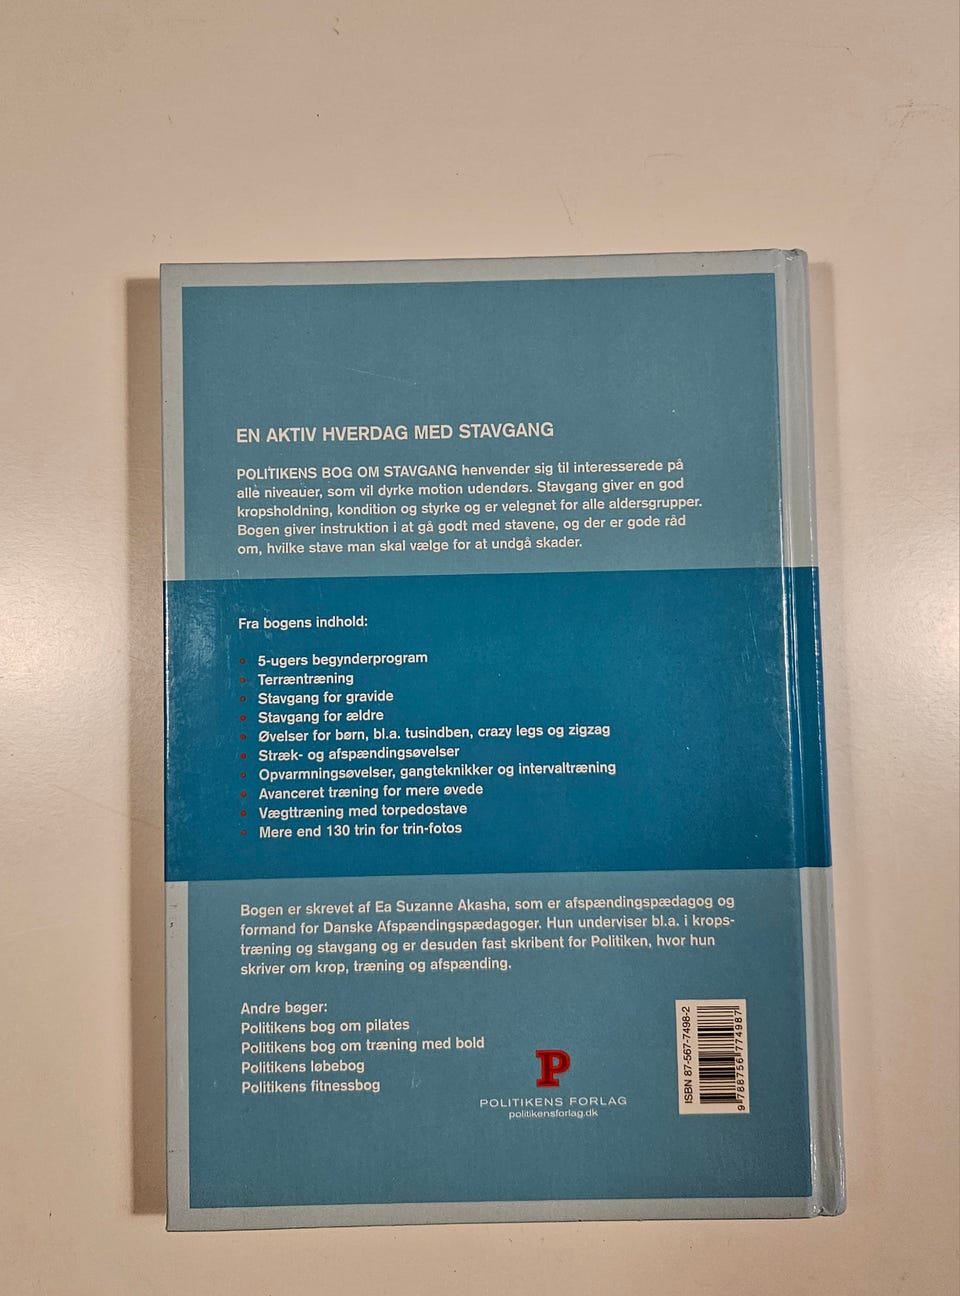 EN AKTIV HVERDAG MED STAVGANG
POLITIKENS BOG OM STAVGANG henvender sig til interesserede på
alle niveauer, som vil dyrke motion udendørs. Stavgang giver en god
kropsholdning, kondition og styrke og er velegnet for alle aldersgrupper.
Bogen giver instruktion i at gå godt med stavene, og der er gode råd
om, hvilke stave man skal vælge for at undgå skader.
Fra bogens indhold:
• 5-ugers begynderprogram
• Terræntræning
• Stavgang for gravide
• Stavgang for ældre
• Øvelser for børn, bl.a. tusindben, crazy legs og zigzag
• Stræk- og afspændingsøvelser
• Opvarmningsøvelser, gangteknikker og intervaltræning
• Avanceret træning for mere øvede
• Vægttræning med torpedostave
• Mere end 130 trin for trin-fotos
Bogen er skrevet af Ea Suzanne Akasha, som er afspændingspædagog og
formand for Danske Afspændingspædagoger. Hun underviser bl.a. i krops-
træning og stavgang og er desuden fast skribent for Politiken, hvor hun
skriver om krop, træning og afspænding.
Andre bøger:
Politikens bog om pilates
Politikens bog om træning med bold
Politikens løbebog
Politikens fitnessbog
P
POLITIKENS FORLAG
politikensforlag.dk
ISBN 87-567-7498-2
9 788756 774987